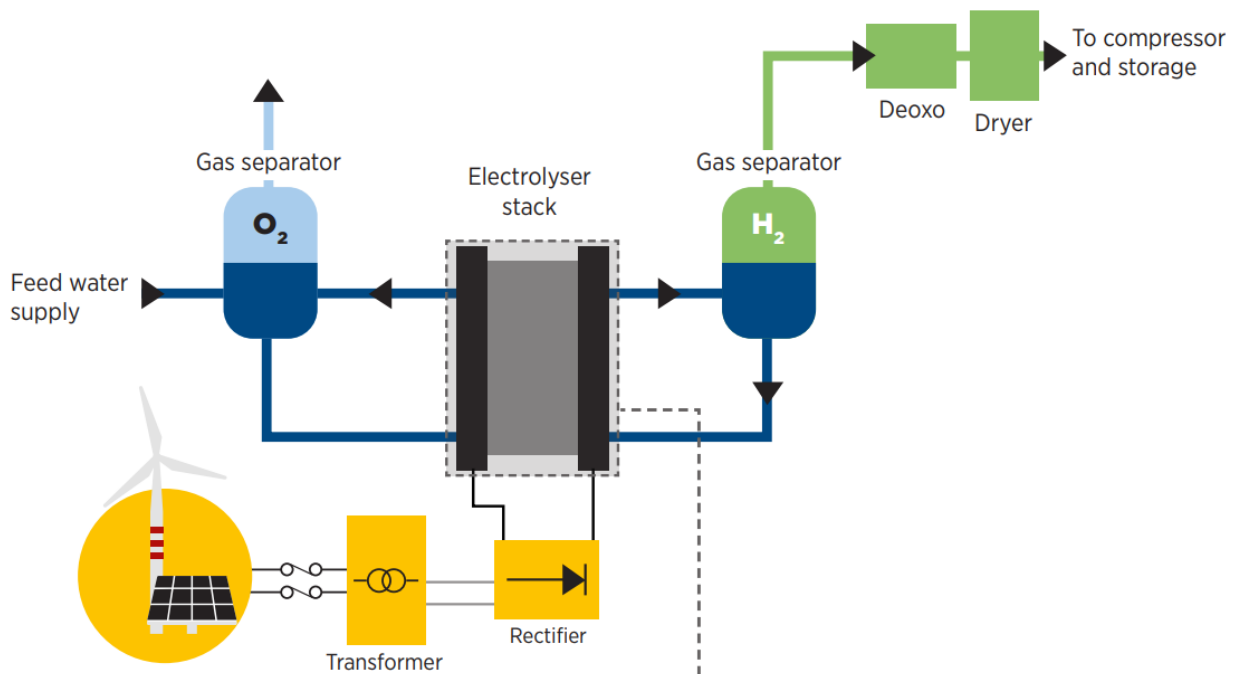 To compressor
and storage
Deoxo
Dryer
Gas separator
Electrolyser
stack
Gas separator
O₂
H₂
Feed water
supply
Rectifier
Transformer